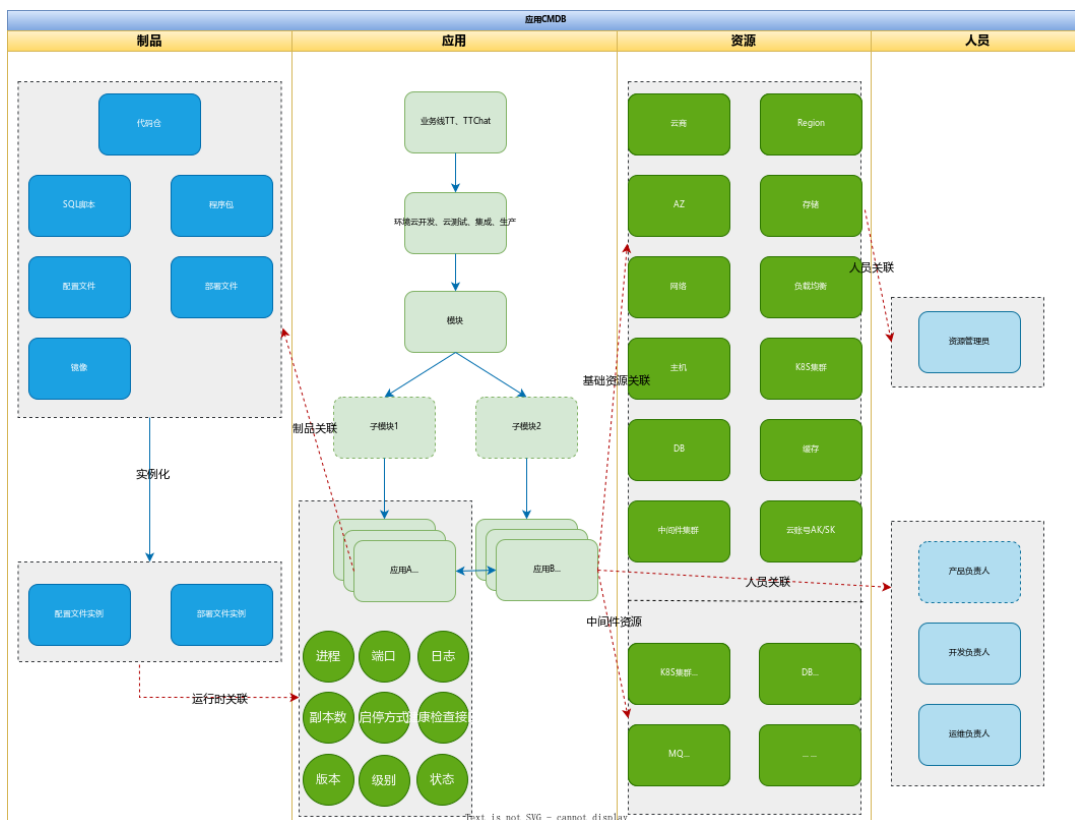 应用CMDB
制品
应用
资源
人员
代码仓
SQL脚本
程序包
配置文件
部署文件
镜像
实例化
配置文件实例
部署文件实例
运行时关联
制品关联
业务线TT、TTChat
环境云开发、云测试、集成、生产
模块
子模块1
子模块2
应用A...
应用B...
进程
端口
日志
副本数
启停方式
康检查接
版本
级别
状态
基础资源关联
中间件资源
云商
Region
AZ
存储
网络
负载均衡
主机
K8S集群
DB
缓存
中间件集群
云账号AK/SK
K8S集群...
DB...
MQ...
... ...
人员关联
资源管理员
人员关联
产品负责人
开发负责人
运维负责人
Text is not SVG - cannot display